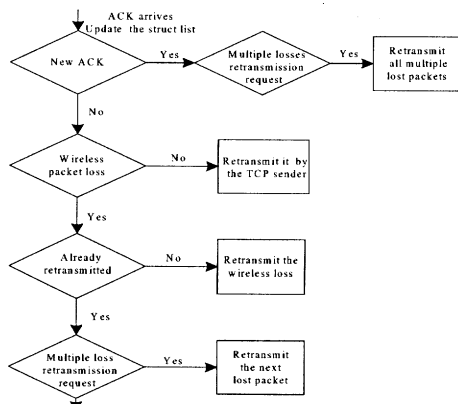 ACK arrives
Update the struct list
New ACK
Yes
Multiple losses
retransmission
request
Yes
Retransmit
all multiple
lost packets
No
Wireless
packet loss
No
Retransmit it by
the TCP sender
Yes
Already
retransmitted
No
Retransmit the
wireless loss
Yes
Multiple loss
retransmission
request
Yes
Retransmit
the next
lost packet